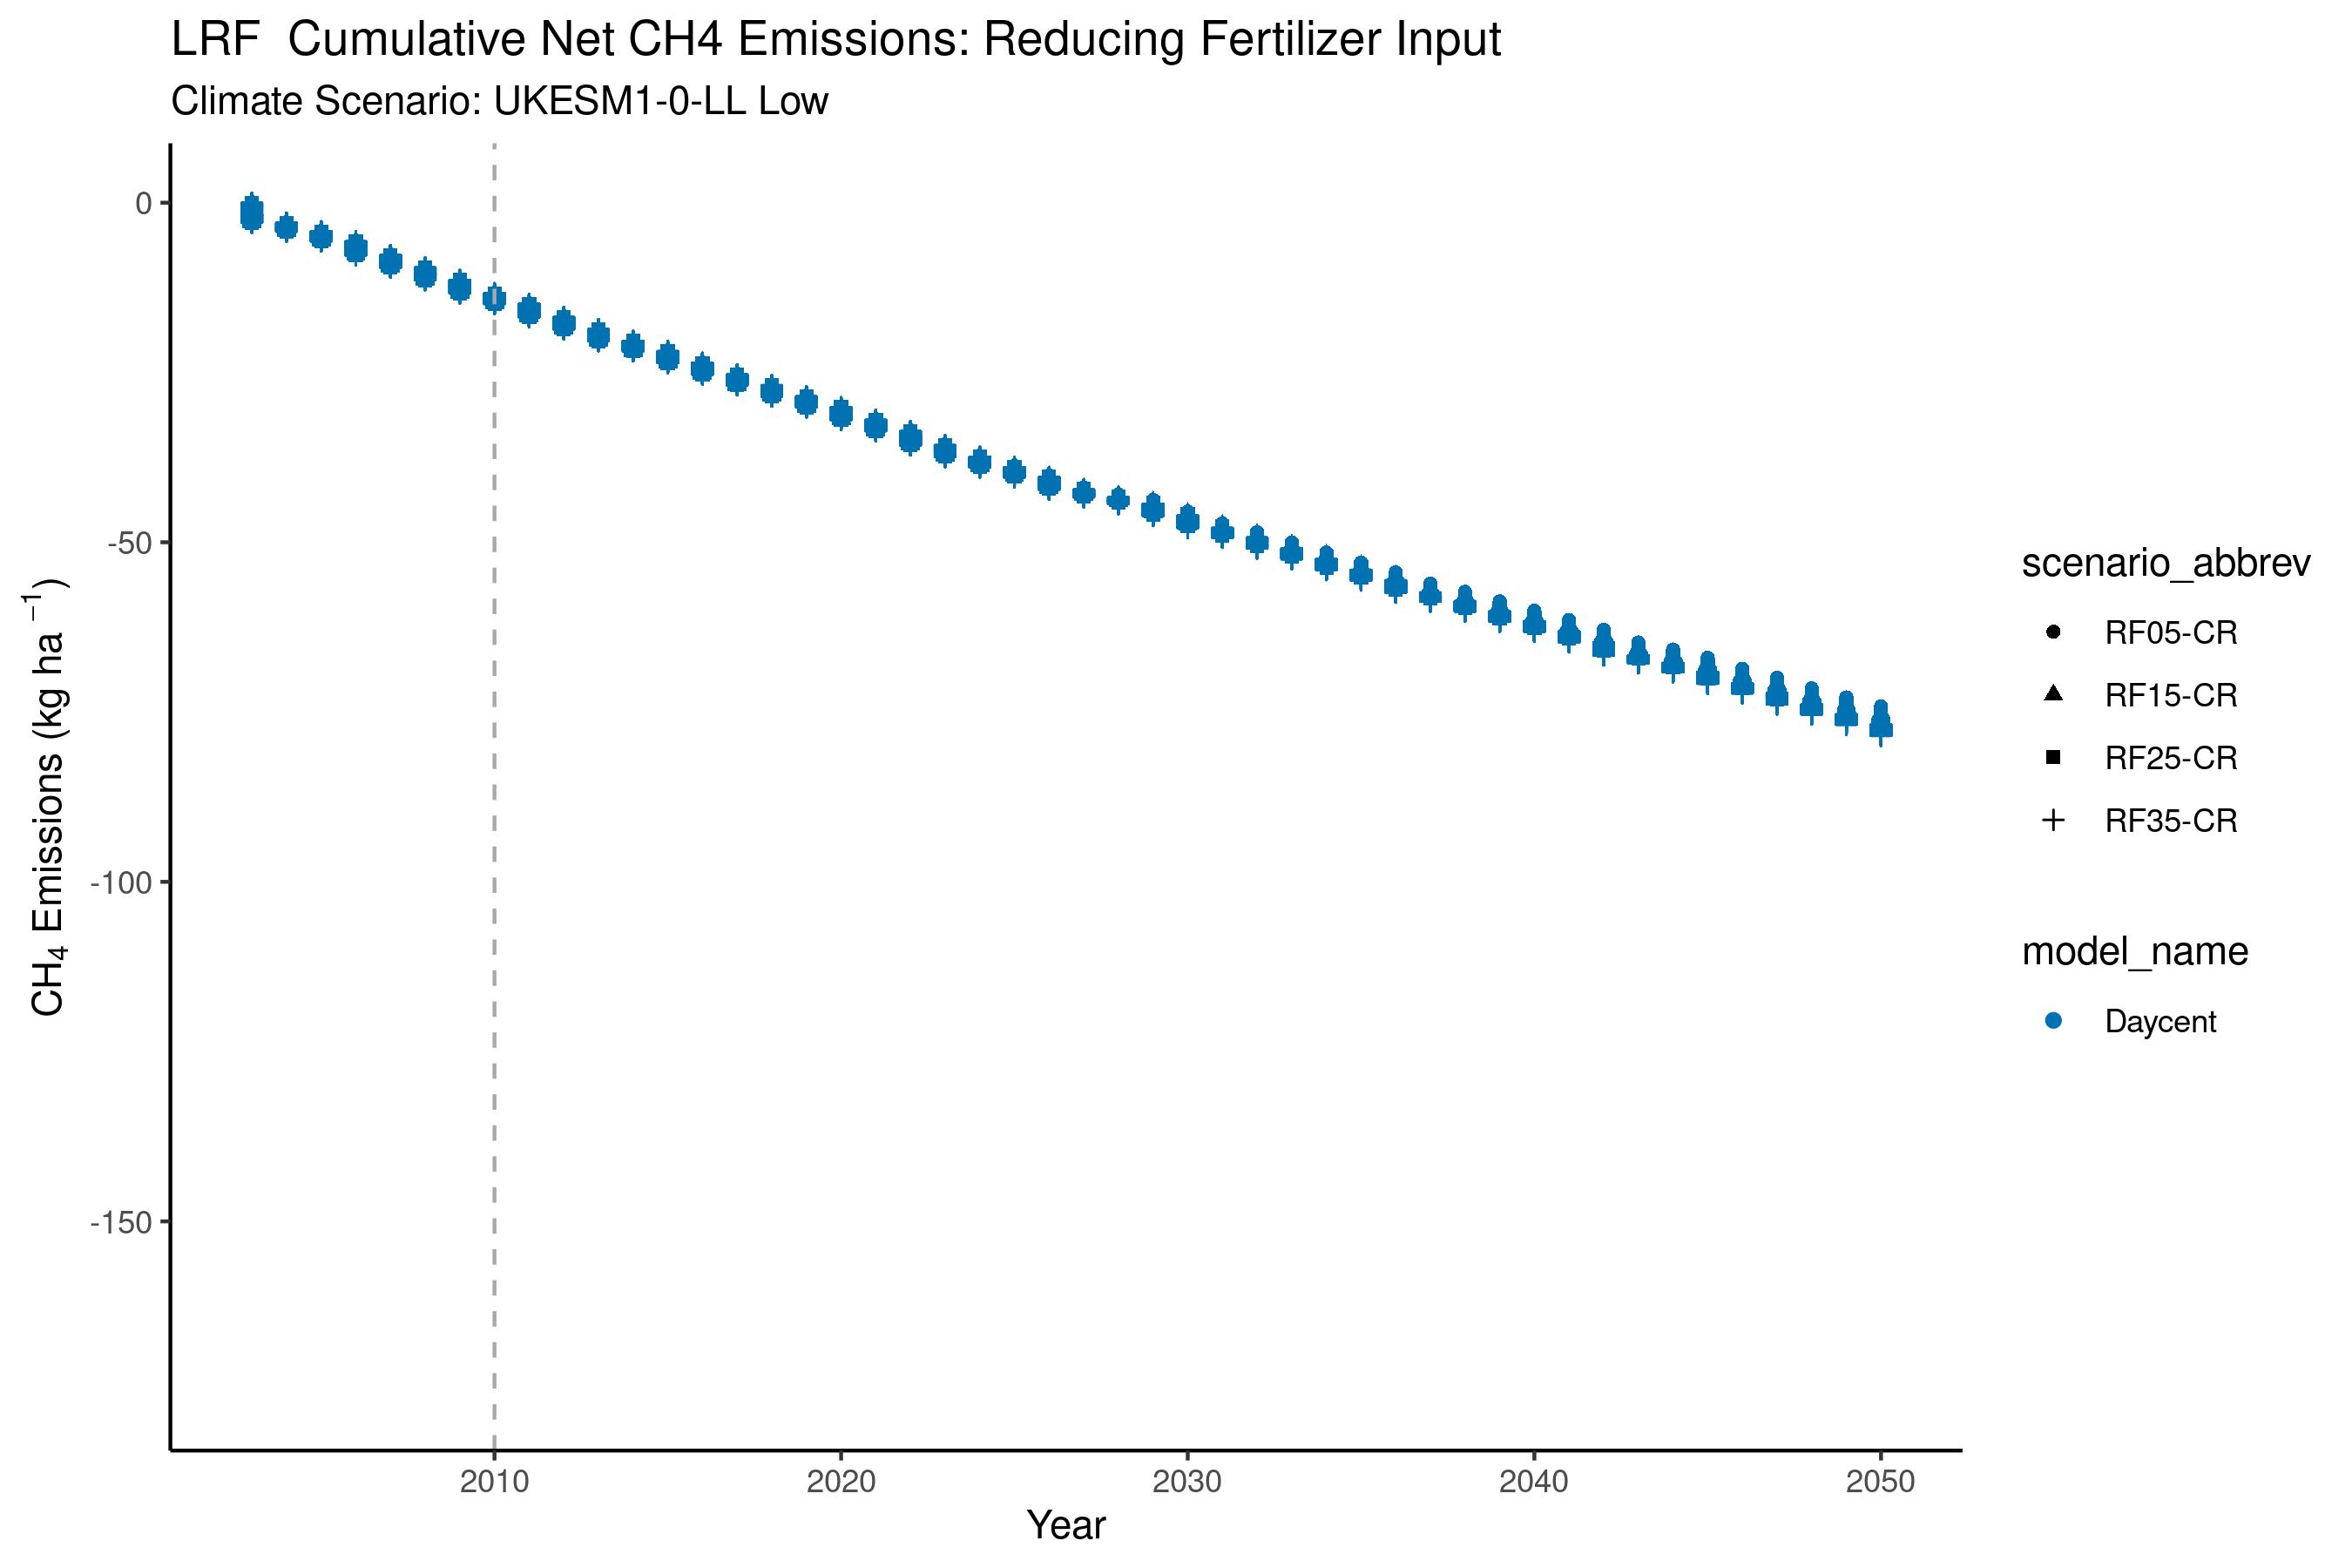 LRF  Cumulative Net CH4 Emissions: Reducing Fertilizer Input
Climate Scenario: UKESM1-0-LL Low
CH₄ Emissions (kg ha ⁻¹)
0
-50
-100
-150
2010
2020
2030
2040
2050
Year
scenario_abbrev
RF05-CR
RF15-CR
RF25-CR
RF35-CR
model_name
Daycent